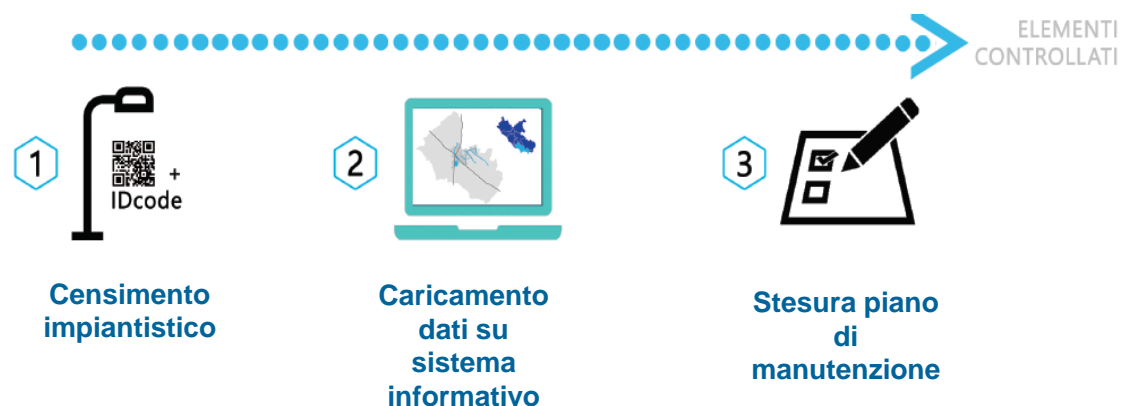 ELEMENTI
CONTROLLATI
1
+
IDcode
2
3
Censimento
impiantistico
Caricamento
dati su
sistema
informativo
Stesura piano
di
manutenzione